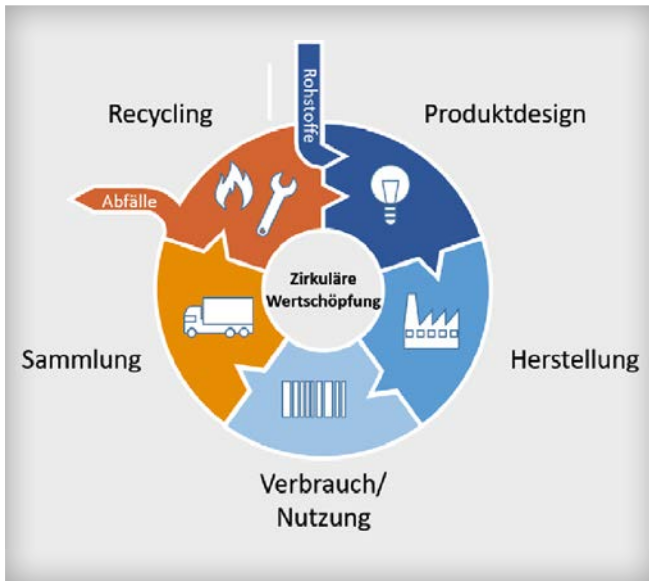 Rohstoffe
Recycling
Produktdesign
Abfälle
Zirkuläre
Wertschöpfung
Sammlung
Herstellung
Verbrauch/
Nutzung